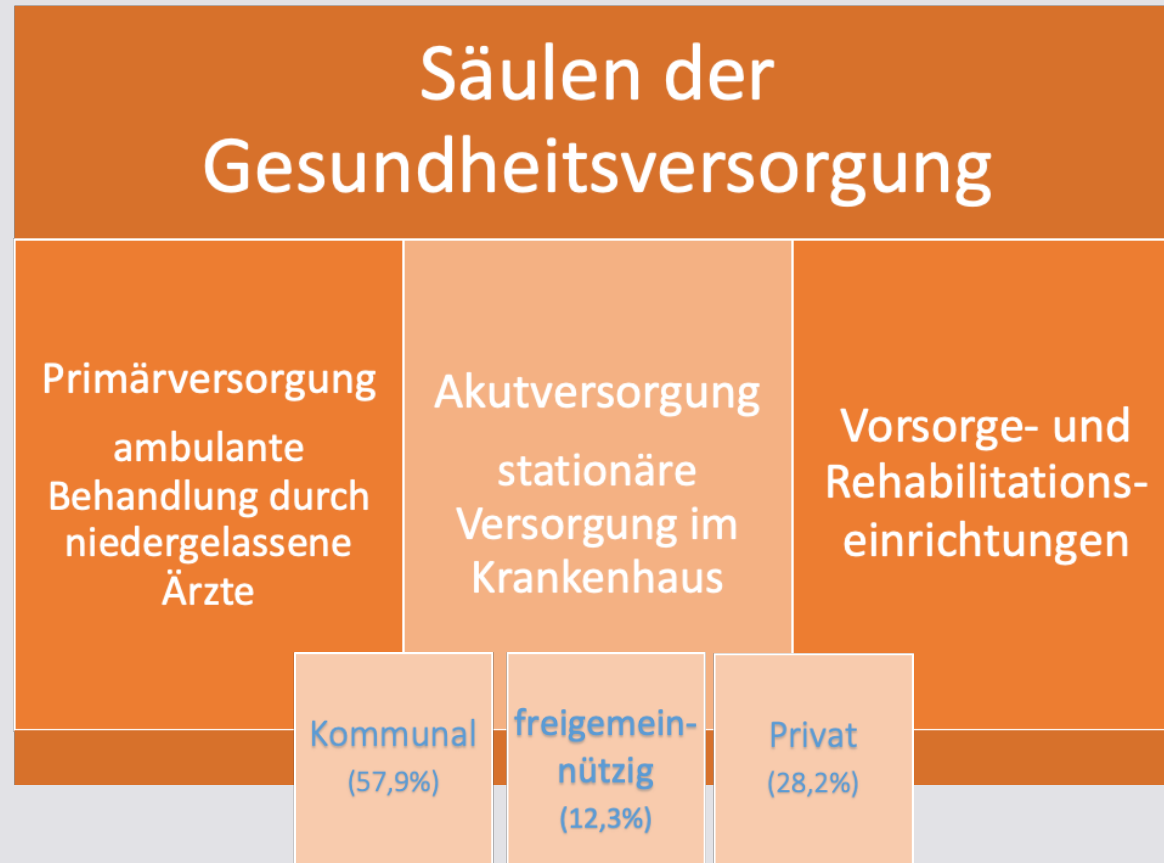 Säulen der
Gesundheitsversorgung
Primärversorgung
ambulante
Behandlung durch
niedergelassene
Ärzte
Akutversorgung
stationäre
Versorgung im
Krankenhaus
Vorsorge- und
Rehabilitations-
einrichtungen
Kommunal
(57,9%)
freigemein-
nützig
(12,3%)
Privat
(28,2%)